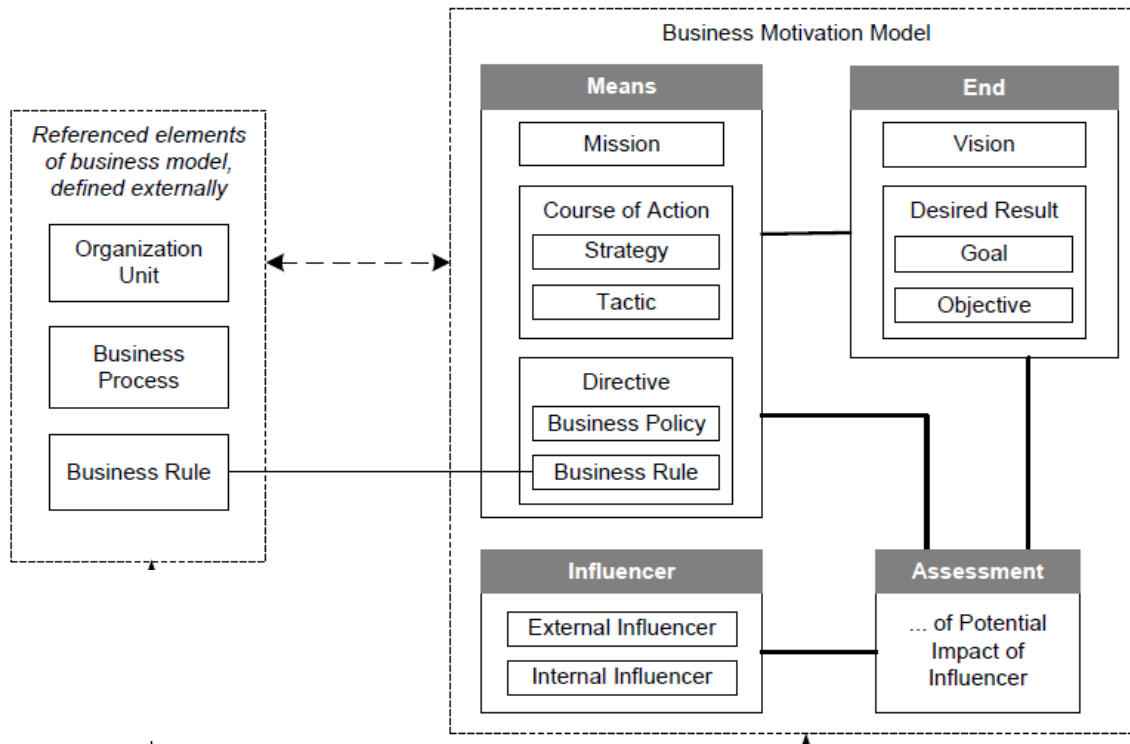 Business Motivation Model
Referenced elements
of business model,
defined externally
Organization
Unit
Business
Process
Business Rule
Means
Mission
Course of Action
Strategy
Tactic
Directive
Business Policy
Business Rule
End
Vision
Desired Result
Goal
Objective
Influencer
External Influencer
Internal Influencer
Assessment
... of Potential
Impact of
Influencer